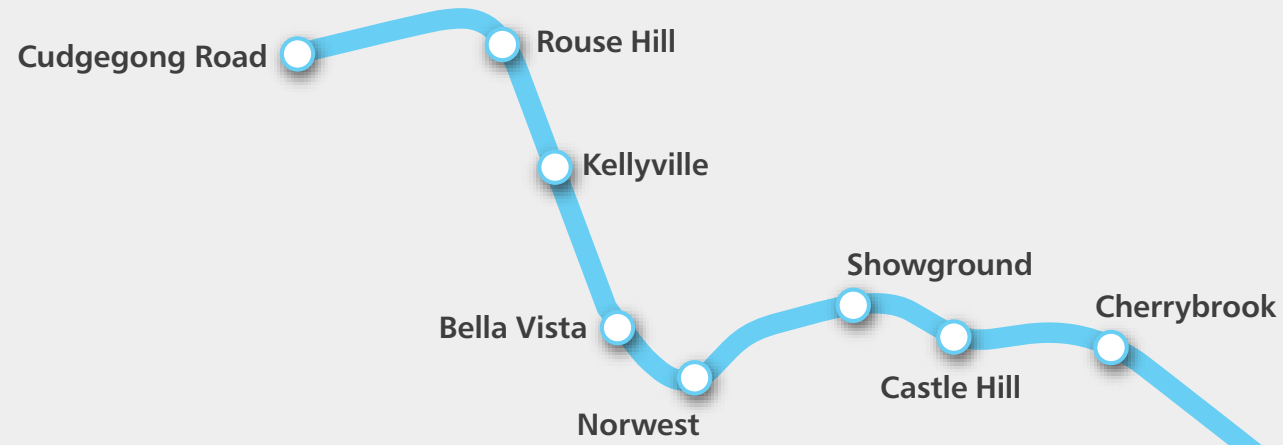 Cudgegong Road
Rouse Hill
Kellyville
Bella Vista
Norwest
Showground
Castle Hill
Cherrybrook